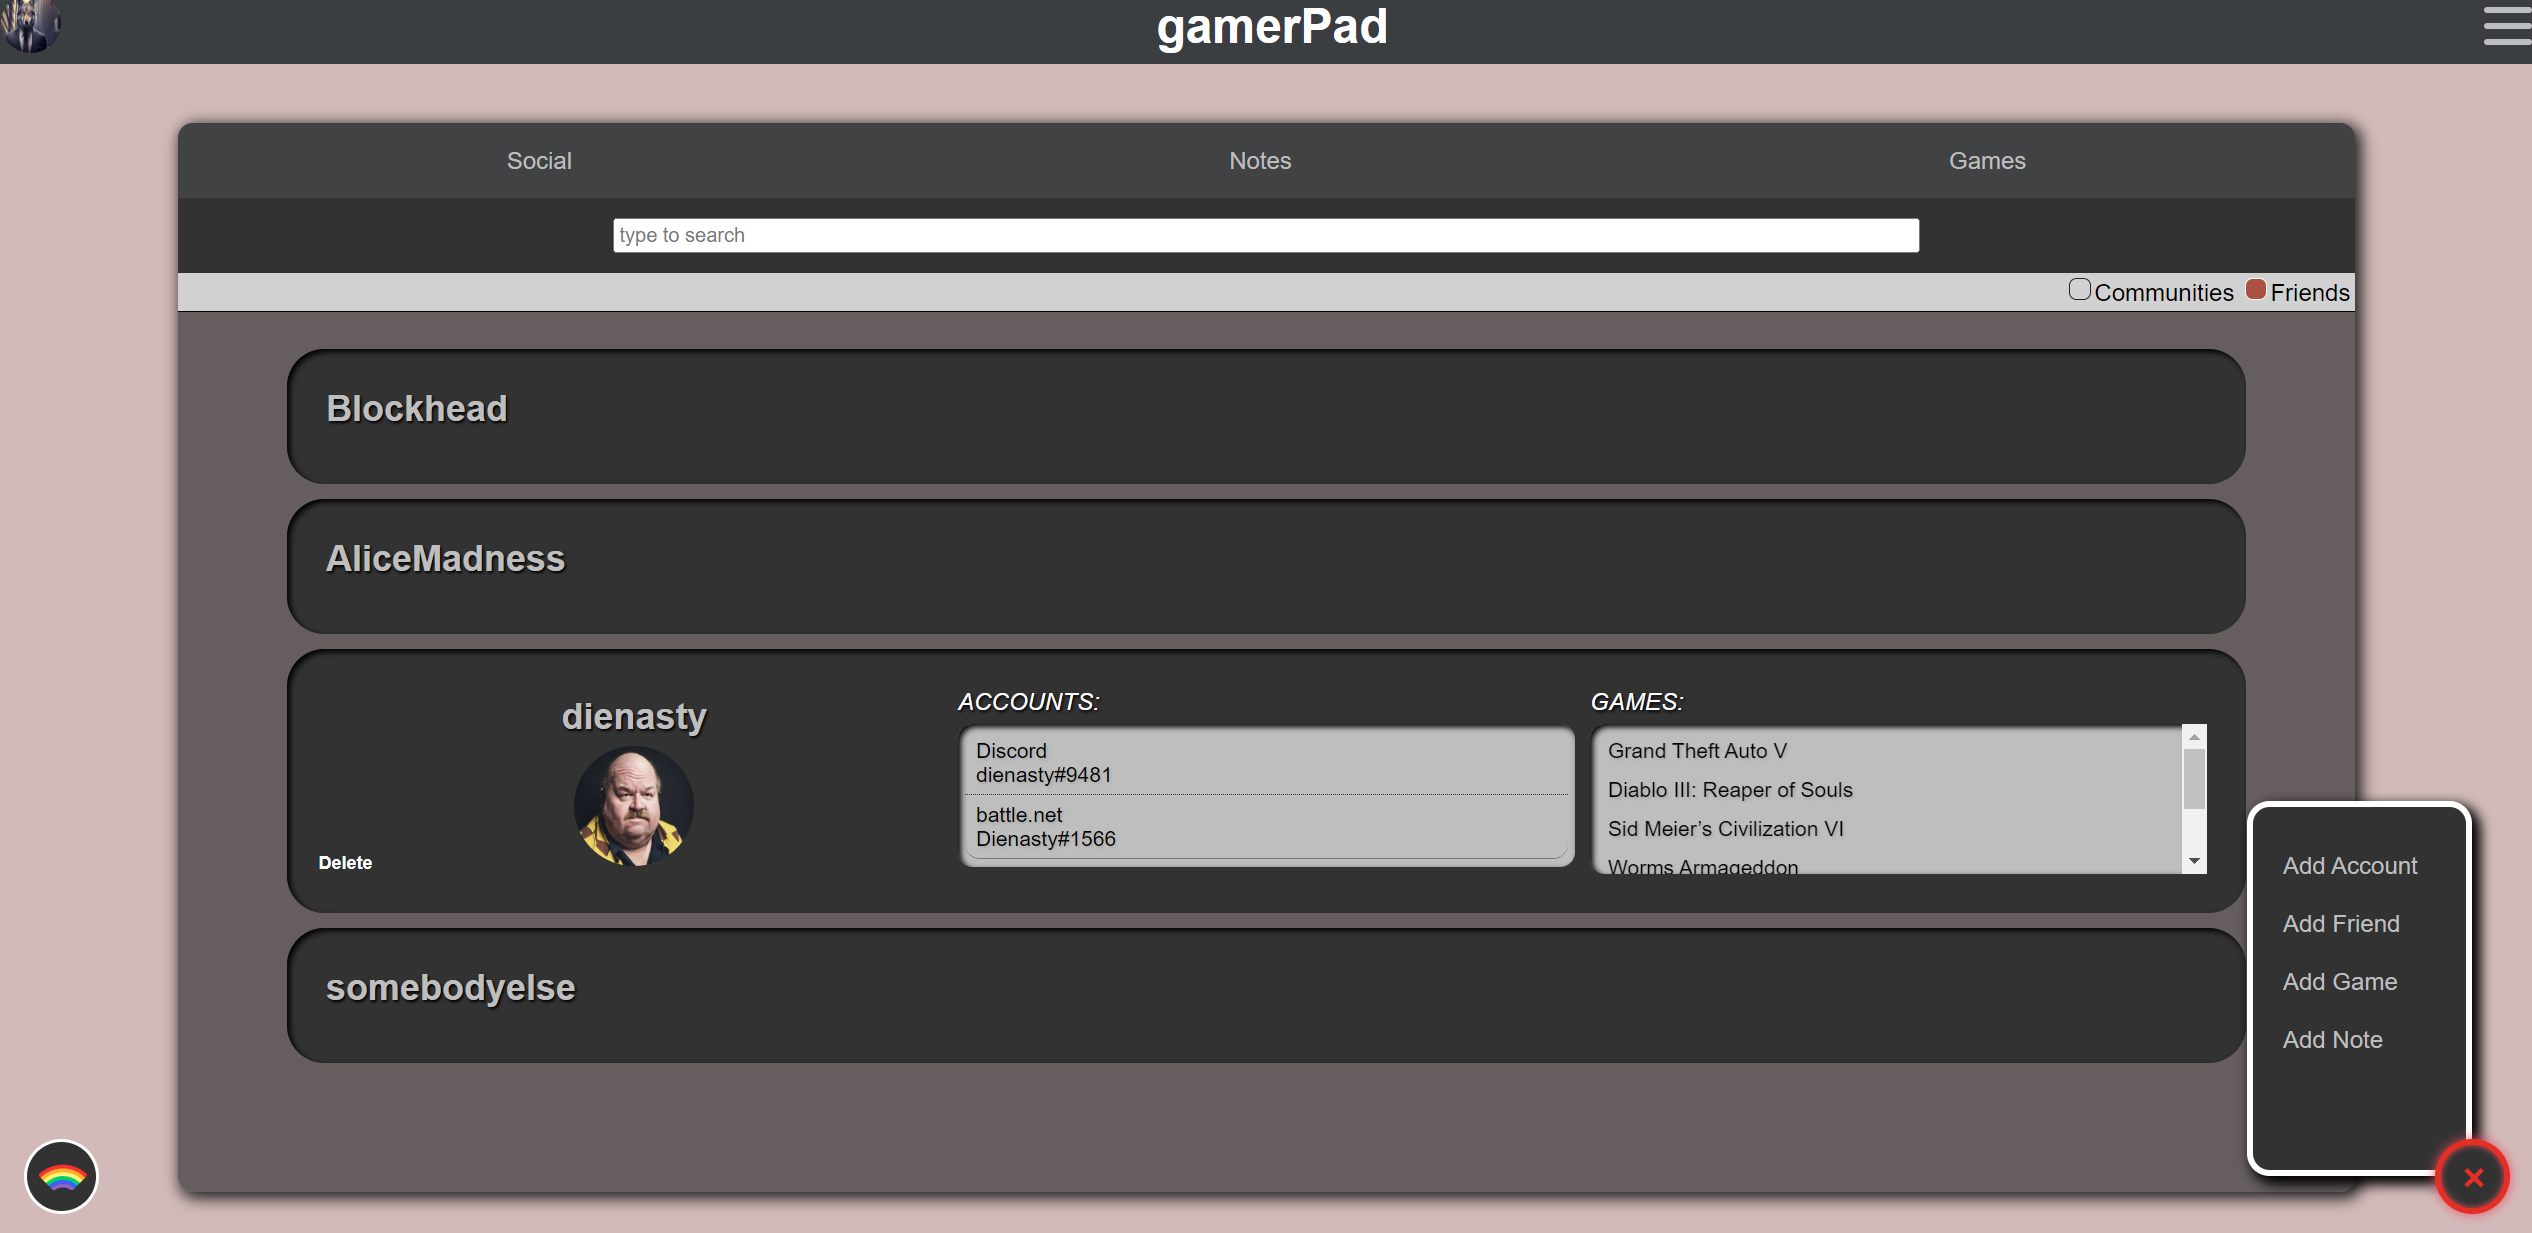 gamerPad
Social
Notes
Games
type to search
Communities
Friends
Blockhead
AliceMadness
dienasty
Delete
ACCOUNTS:
Discord
dienasty#9481
battle.net
Dienasty#1566
GAMES:
Grand Theft Auto V
Diablo III: Reaper of Souls
Sid Meier’s Civilization VI
Worms Armageddon
somebodyelse
Add Account
Add Friend
Add Game
Add Note